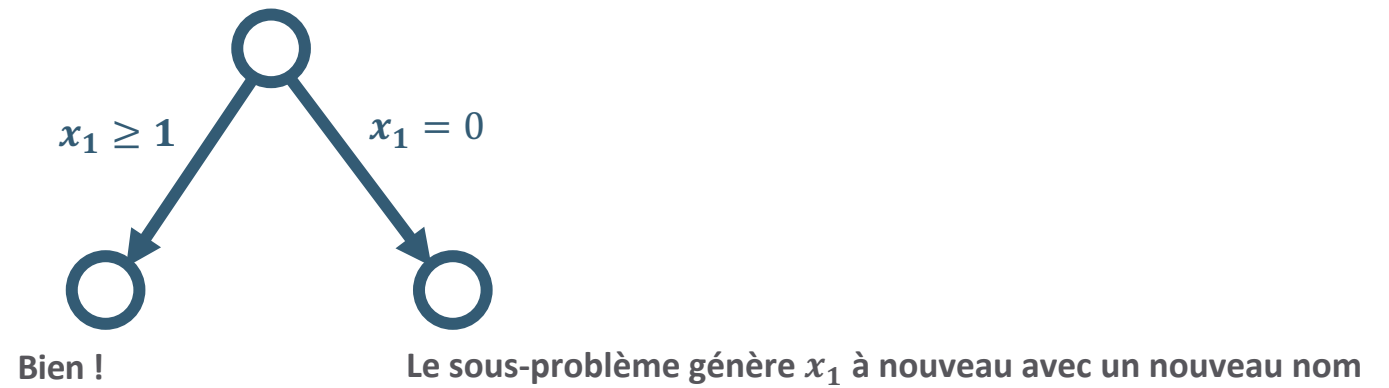 x₁ ≥ 1
x₁ = 0
Bien !
Le sous-problème génère x₁ à nouveau avec un nouveau nom